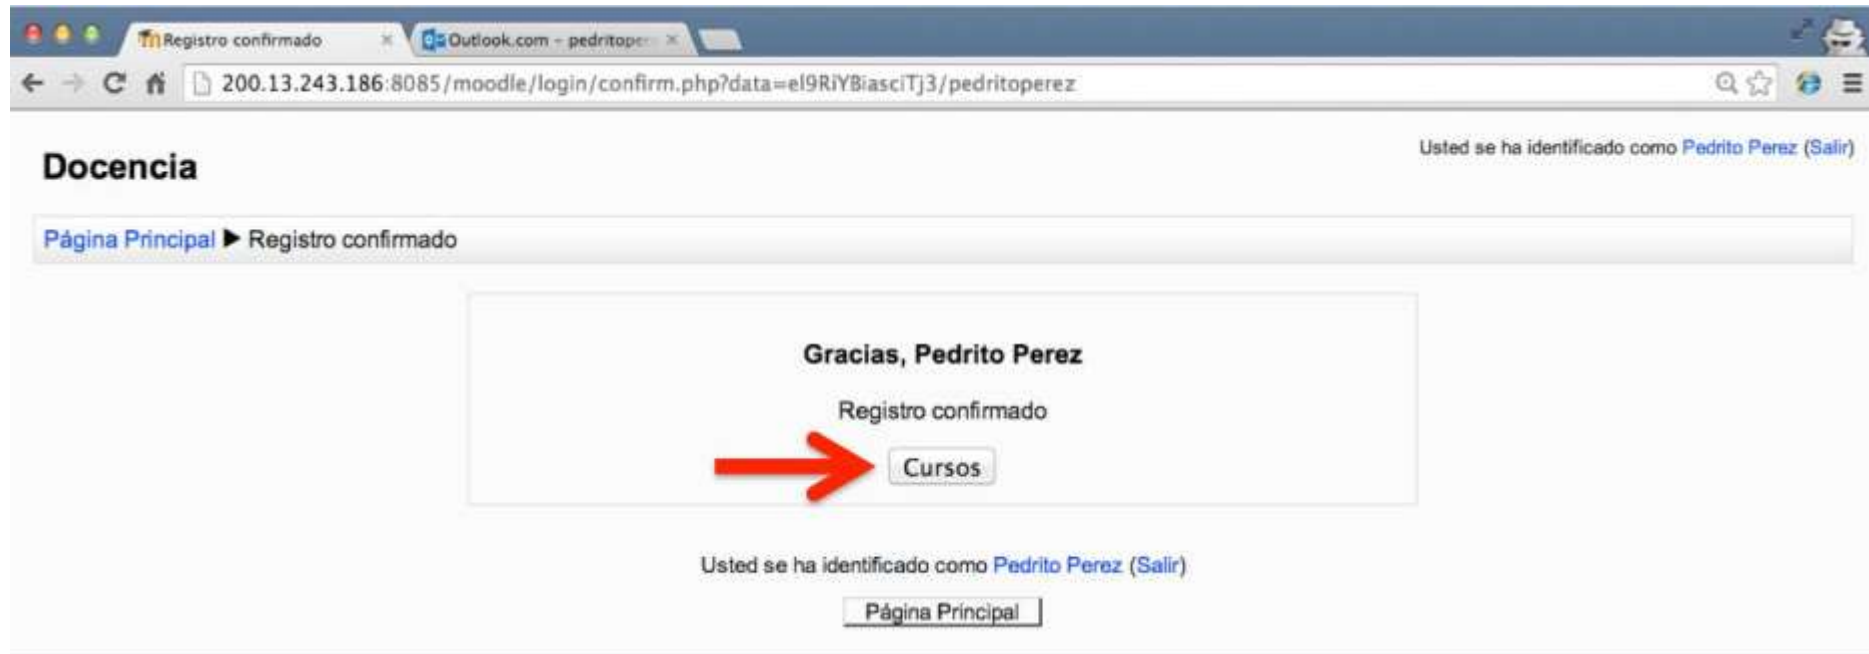 Registro confirmado
Outlook.com – pedritoper
200.13.243.186:8085/moodle/login/confirm.php?data=el9RiYBiasciTj3/pedritoperez
Usted se ha identificado como Pedrito Perez (Salir)
Docencia
Página Principal ► Registro confirmado
Gracias, Pedrito Perez
Registro confirmado
Cursos
Usted se ha identificado como Pedrito Perez (Salir)
Página Principal